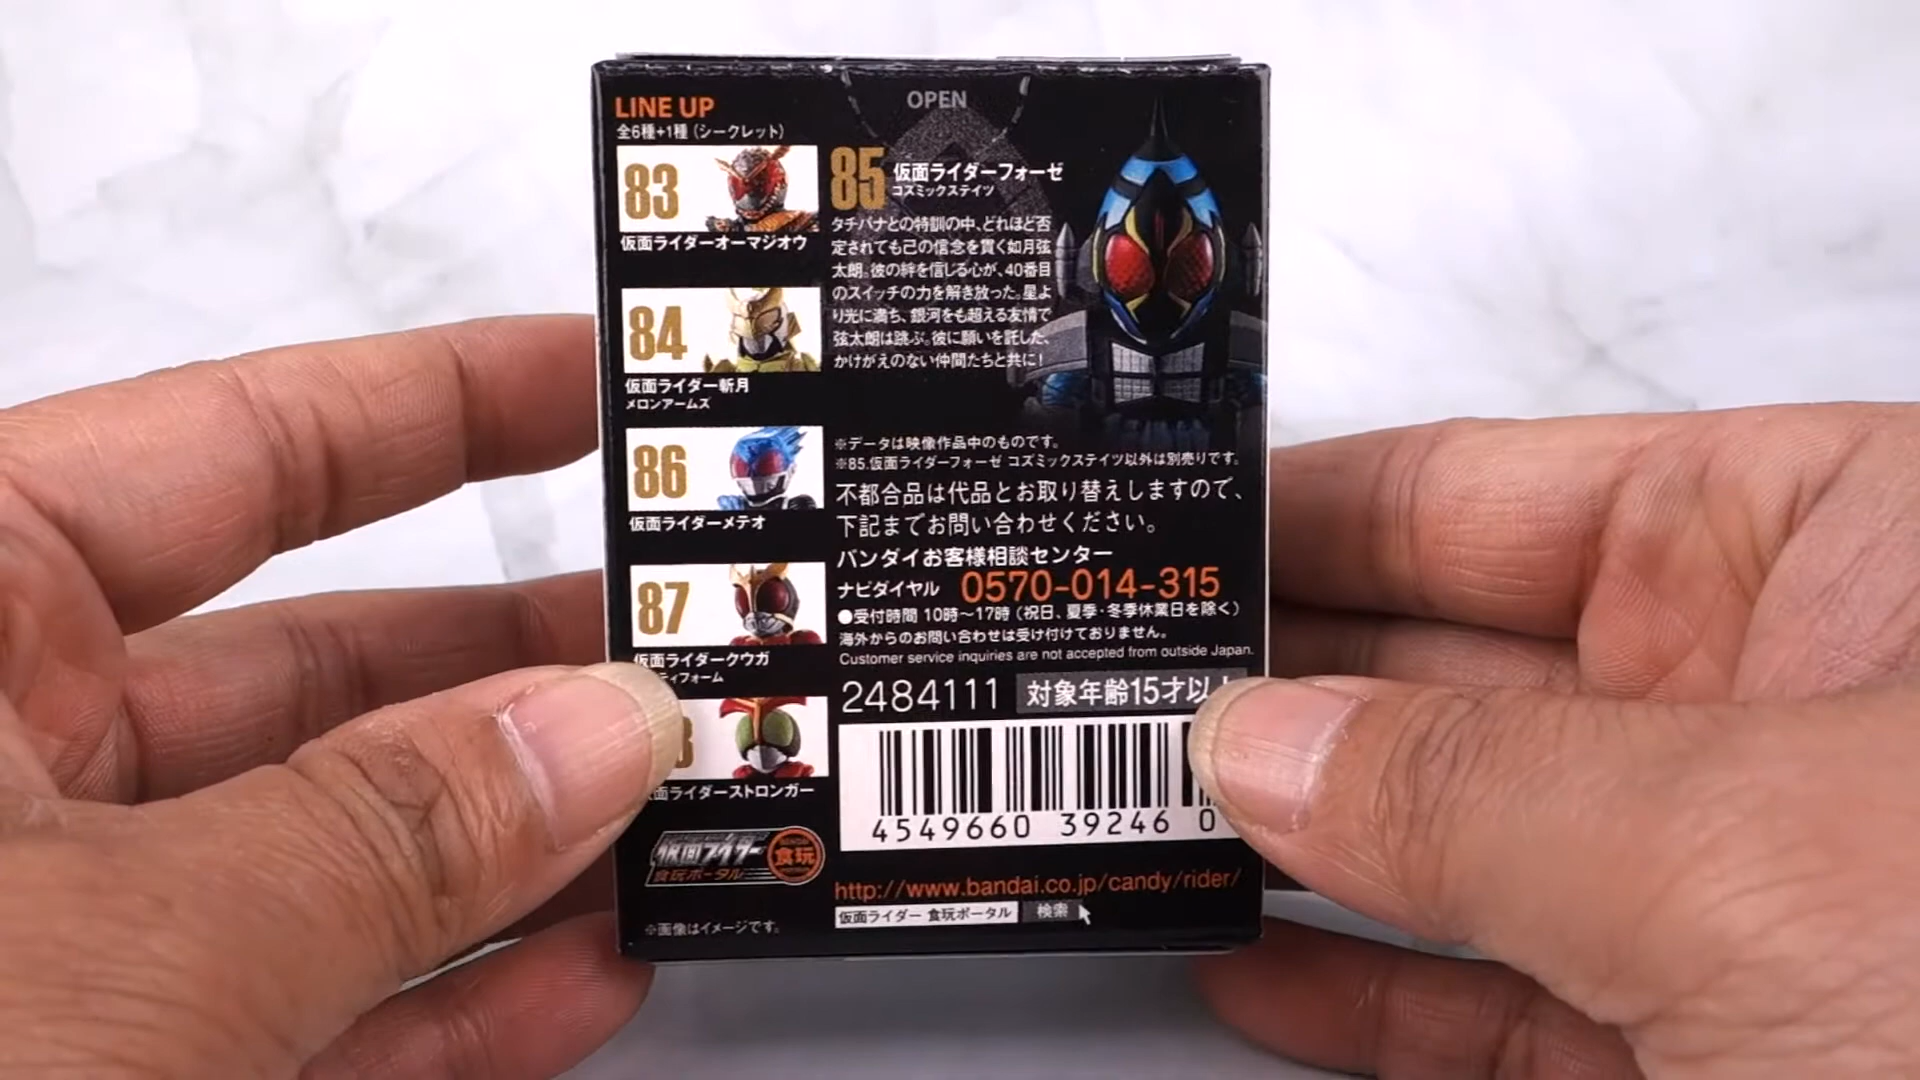 LINE UP
全6種+1種(シークレット)
83
仮面ライダーオーマジオウ
84
仮面ライダー斬月
メロンアームズ
86
仮面ライダーメテオ
87
仮面ライダークウガ
ティフォーム
仮面ライダーストロンガー
仮面ライダー
食玩ポータル
BANDAI
食玩
※画像はイメージです。
OPEN
85 仮面ライダーフォーゼ
コズミックステイツ
タチバナとの特訓の中、どれほど否
定されても己の信念を貫く如月弦
太朗。彼の絆を信じる心が、40番目
のスイッチの力を解き放った。星よ
り光に満ち、銀河をも超える友情で
弦太朗は跳ぶ。彼に願いを託した、
かけがえのない仲間たちと共に!
※データは映像作品中のものです。
※85.仮面ライダーフォーゼ コズミックステイツ以外は別売りです。
不都合品は代品とお取り替えしますので、
下記までお問い合わせください。
バンダイお客様相談センター
ナビダイヤル 0570-014-315
●受付時間 10時～17時 (祝日、夏季・冬季休業日を除く)
海外からのお問い合わせは受け付けておりません。
Customer service inquiries are not accepted from outside Japan.
2484111 対象年齢15才以上
4549660 39246 0
http://www.bandai.co.jp/candy/rider/
仮面ライダー 食玩ポータル 検索